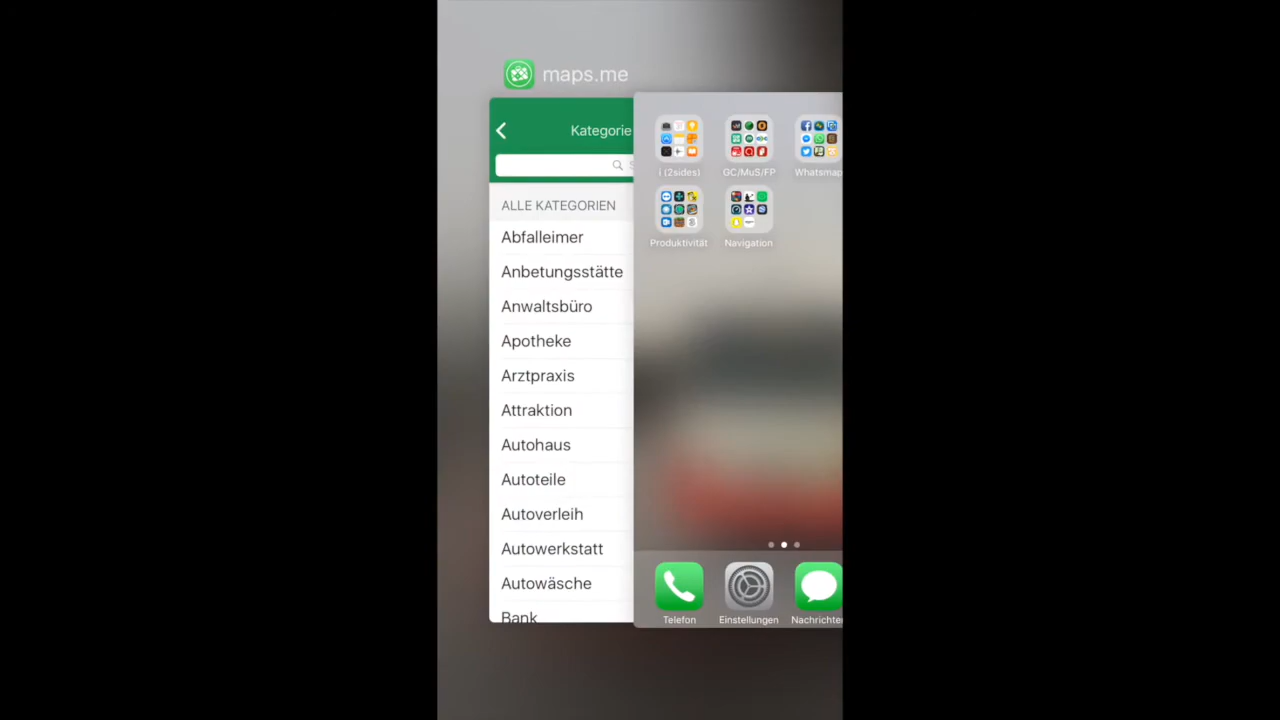 maps.me
Kategorie
ALLE KATEGORIEN
Abfalleimer
Anbetungsstätte
Anwaltsbüro
Apotheke
Arztpraxis
Attraktion
Autohaus
Autoteile
Autoverleih
Autowerkstatt
Autowäsche
Bank
i (2sides) GC/MuS/FP Whatsmap
Produktivität Navigation
Telefon Einstellungen Nachrichten